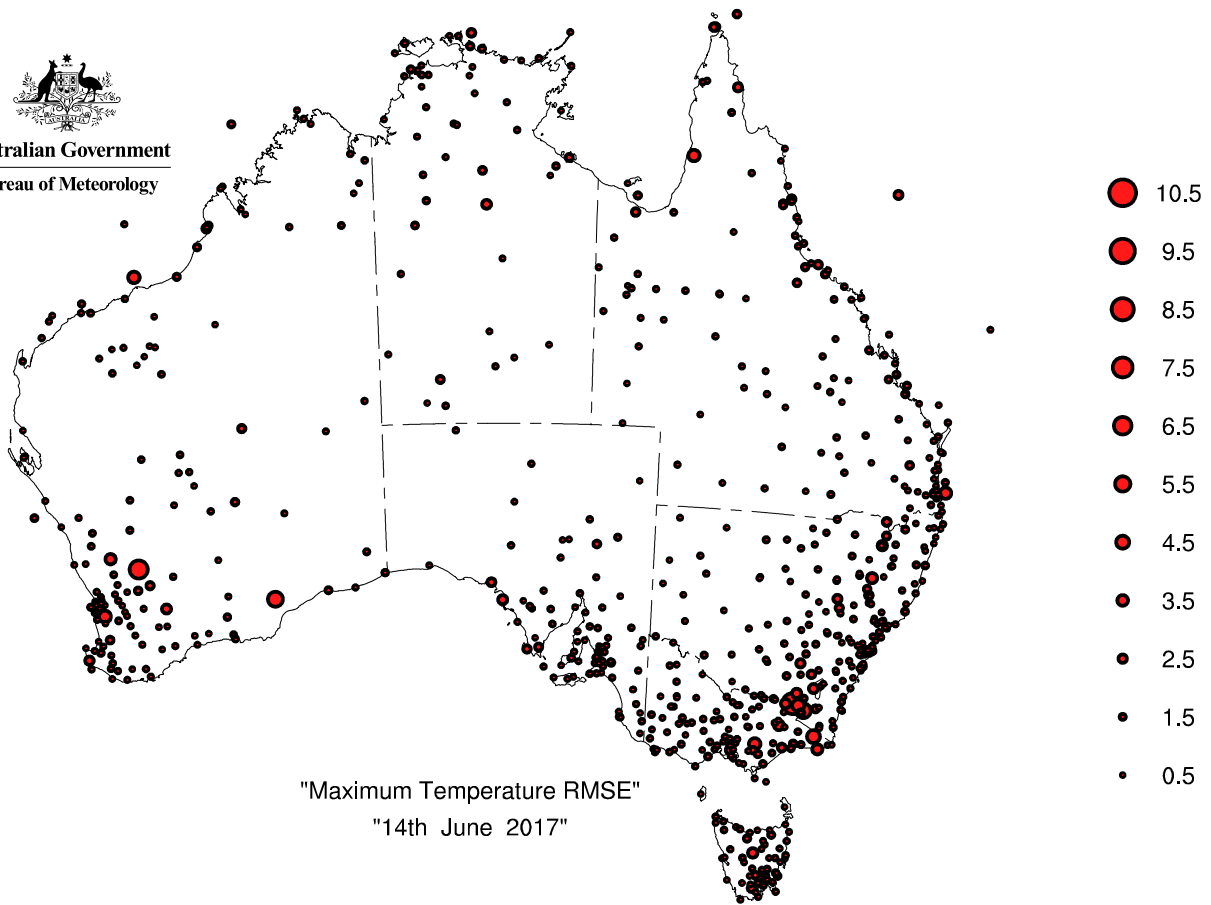 AUSTRALIA
tralian Government
reau of Meteorology
10.5
9.5
8.5
7.5
6.5
5.5
4.5
3.5
2.5
1.5
0.5
"Maximum Temperature RMSE"
"14th June 2017"